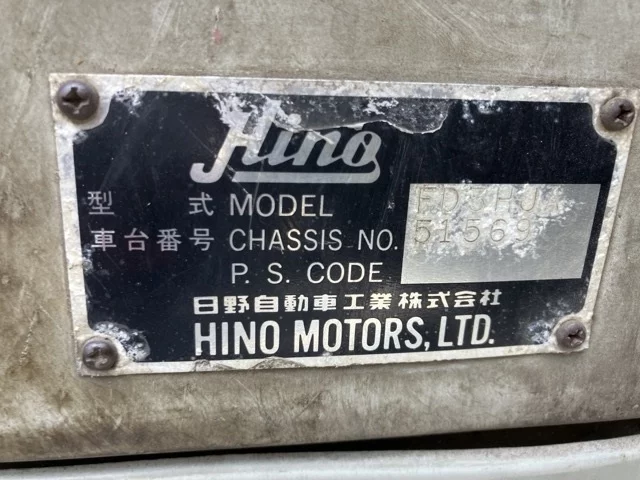 Hino
型式 MODEL FD3HJA
車台番号 CHASSIS NO. 51569
P. S. CODE
日野自動車工業株式会社
HINO MOTORS, LTD.